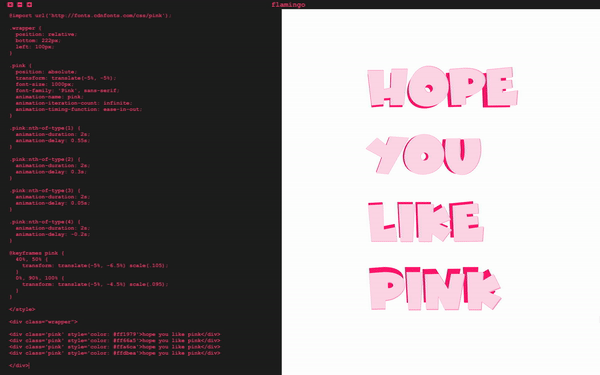 flamingo
@import url('http://fonts.cdnfonts.com/css/pink');
.wrapper {
position: relative;
bottom: 222px;
left: 100px;
}
.pink {
position: absolute;
transform: translate(-5%, -5%);
font-size: 1000px;
font-family: 'Pink', sans-serif;
animation-name: pink;
animation-iteration-count: infinite;
animation-timing-function: ease-in-out;
}
.pink:nth-of-type(1) {
animation-duration: 2s;
animation-delay: 0.55s;
}
.pink:nth-of-type(2) {
animation-duration: 2s;
animation-delay: 0.3s;
}
.pink:nth-of-type(3) {
animation-duration: 2s;
animation-delay: 0.05s;
}
.pink:nth-of-type(4) {
animation-duration: 2s;
animation-delay: -0.2s;
}
@keyframes pink {
40%, 50% {
transform: translate(-5%, -6.5%) scale(.105);
}
0%, 90%, 100% {
transform: translate(-5%, -4.5%) scale(.095);
}
}
</style>
<div class="wrapper">
<div class='pink' style='color: #ff1979'>hope you like pink</div>
<div class='pink' style='color: #ff86a5'>hope you like pink</div>
<div class='pink' style='color: #ffa6ca'>hope you like pink</div>
<div class='pink' style='color: #ffdbea'>hope you like pink</div>
</div>
HOPE
YOU
LIKE
PINK